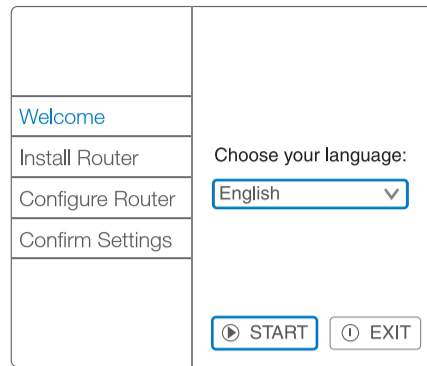 Welcome
Install Router
Configure Router
Confirm Settings
Choose your language:
English
START
EXIT